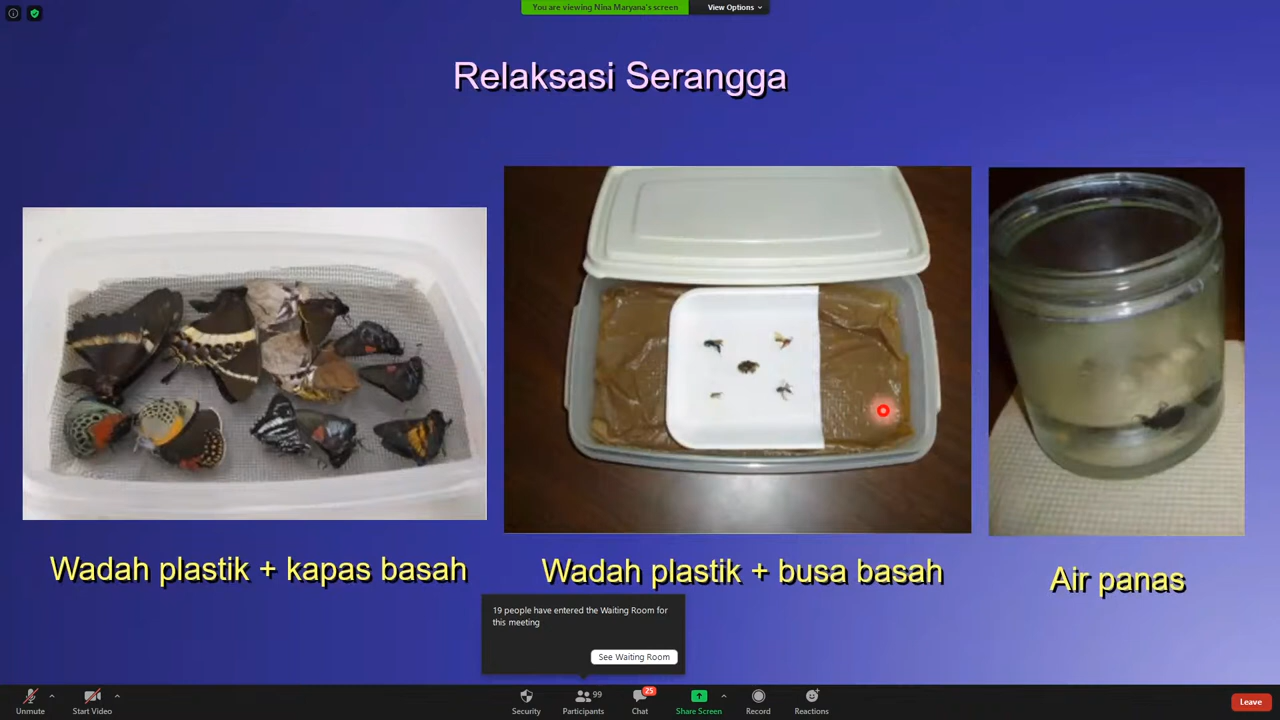 You are viewing Nina Maryana's screen
View Options
Relaksasi Serangga
Wadah plastik + kapas basah
Wadah plastik + busa basah
Air panas
19 people have entered the Waiting Room for
this meeting
See Waiting Room
Unmute
Start Video
Security
99
Participants
25
Chat
Share Screen
Record
Reactions
Leave